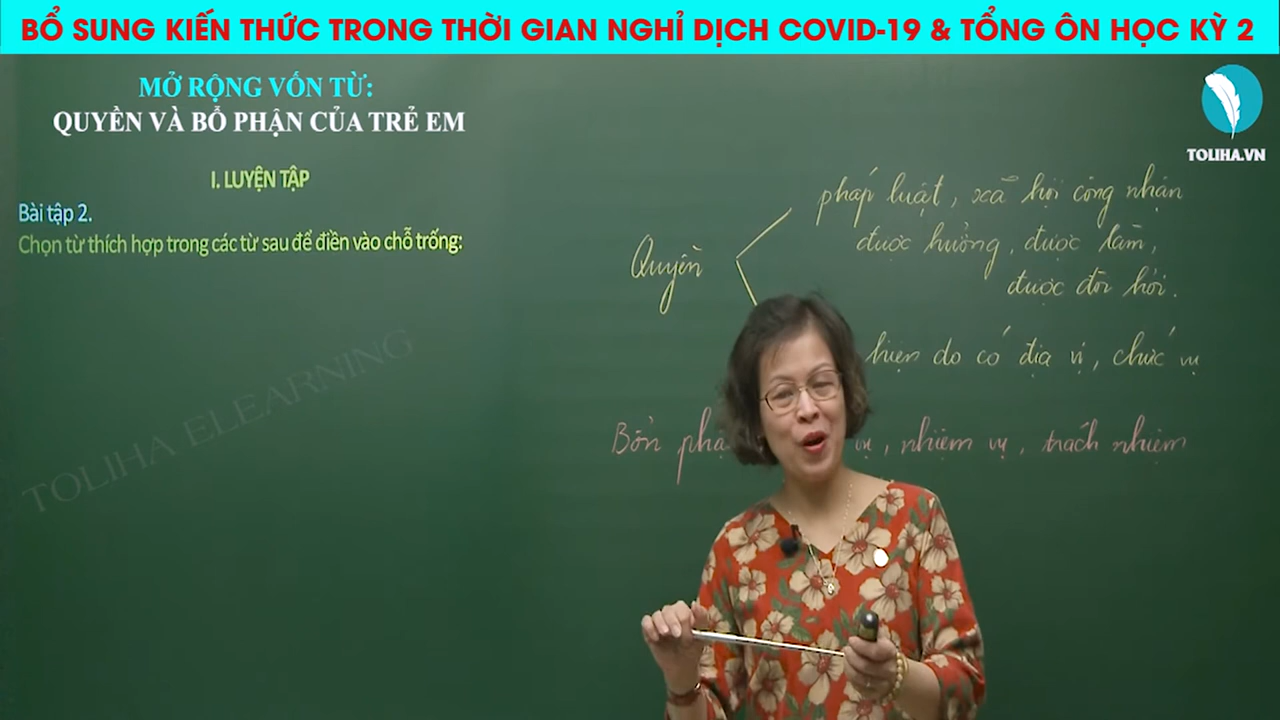 BỔ SUNG KIẾN THỨC TRONG THỜI GIAN NGHỈ DỊCH COVID-19 & TỔNG ÔN HỌC KỲ 2
MỞ RỘNG VỐN TỪ:
QUYỀN VÀ BỔ PHẬN CỦA TRẺ EM
I. LUYỆN TẬP
Bài tập 2.
Chọn từ thích hợp trong các từ sau để điền vào chỗ trống:
TOLIHA.VN
pháp luật, xã hội công nhận
được hưởng, được làm,
được đòi hỏi.
Quyền
hiện do có địa vị, chức vụ
Bổn phậ vụ, nhiệm vụ, trách nhiệm
TOLIHA ELEARNING